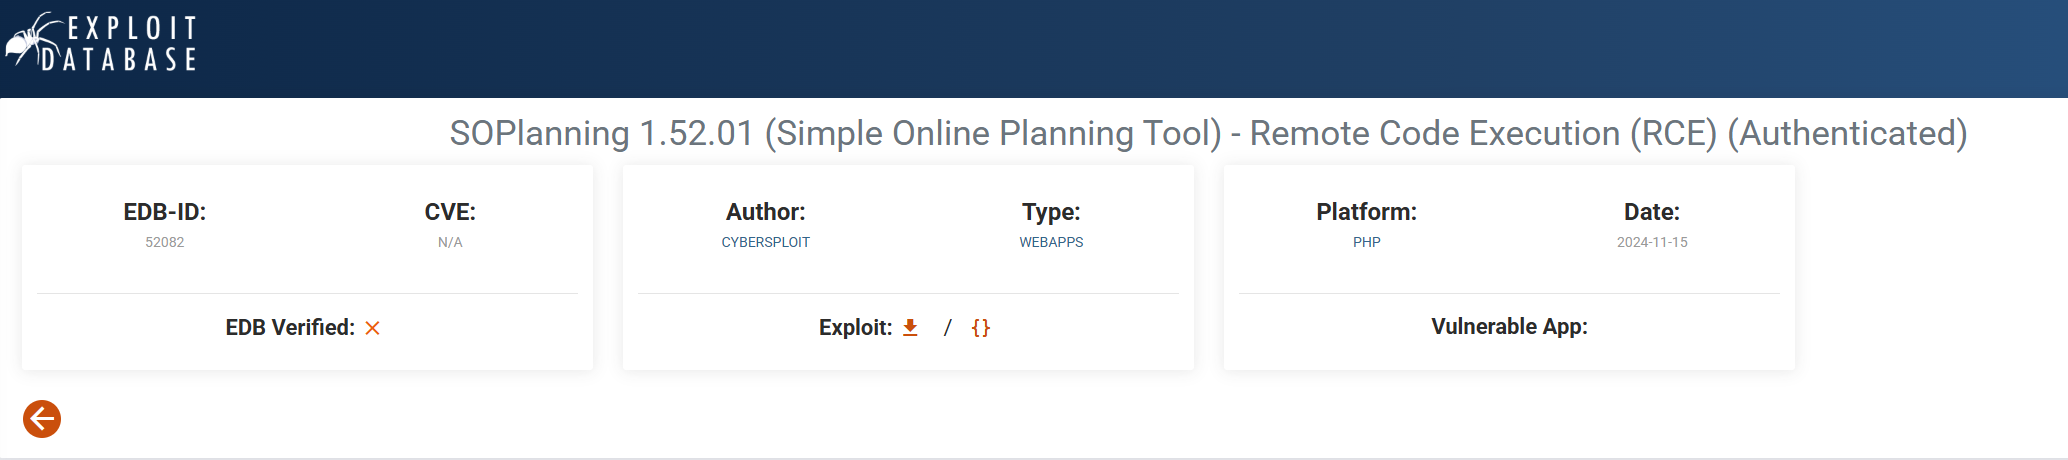 EXPLOIT
DATABASE
SOPlanning 1.52.01 (Simple Online Planning Tool) - Remote Code Execution (RCE) (Authenticated)
EDB-ID:
52082
CVE:
N/A
EDB Verified:
Author:
CYBERSPLOIT
Type:
WEBAPPS
Exploit: / {}
Platform:
PHP
Date:
2024-11-15
Vulnerable App: